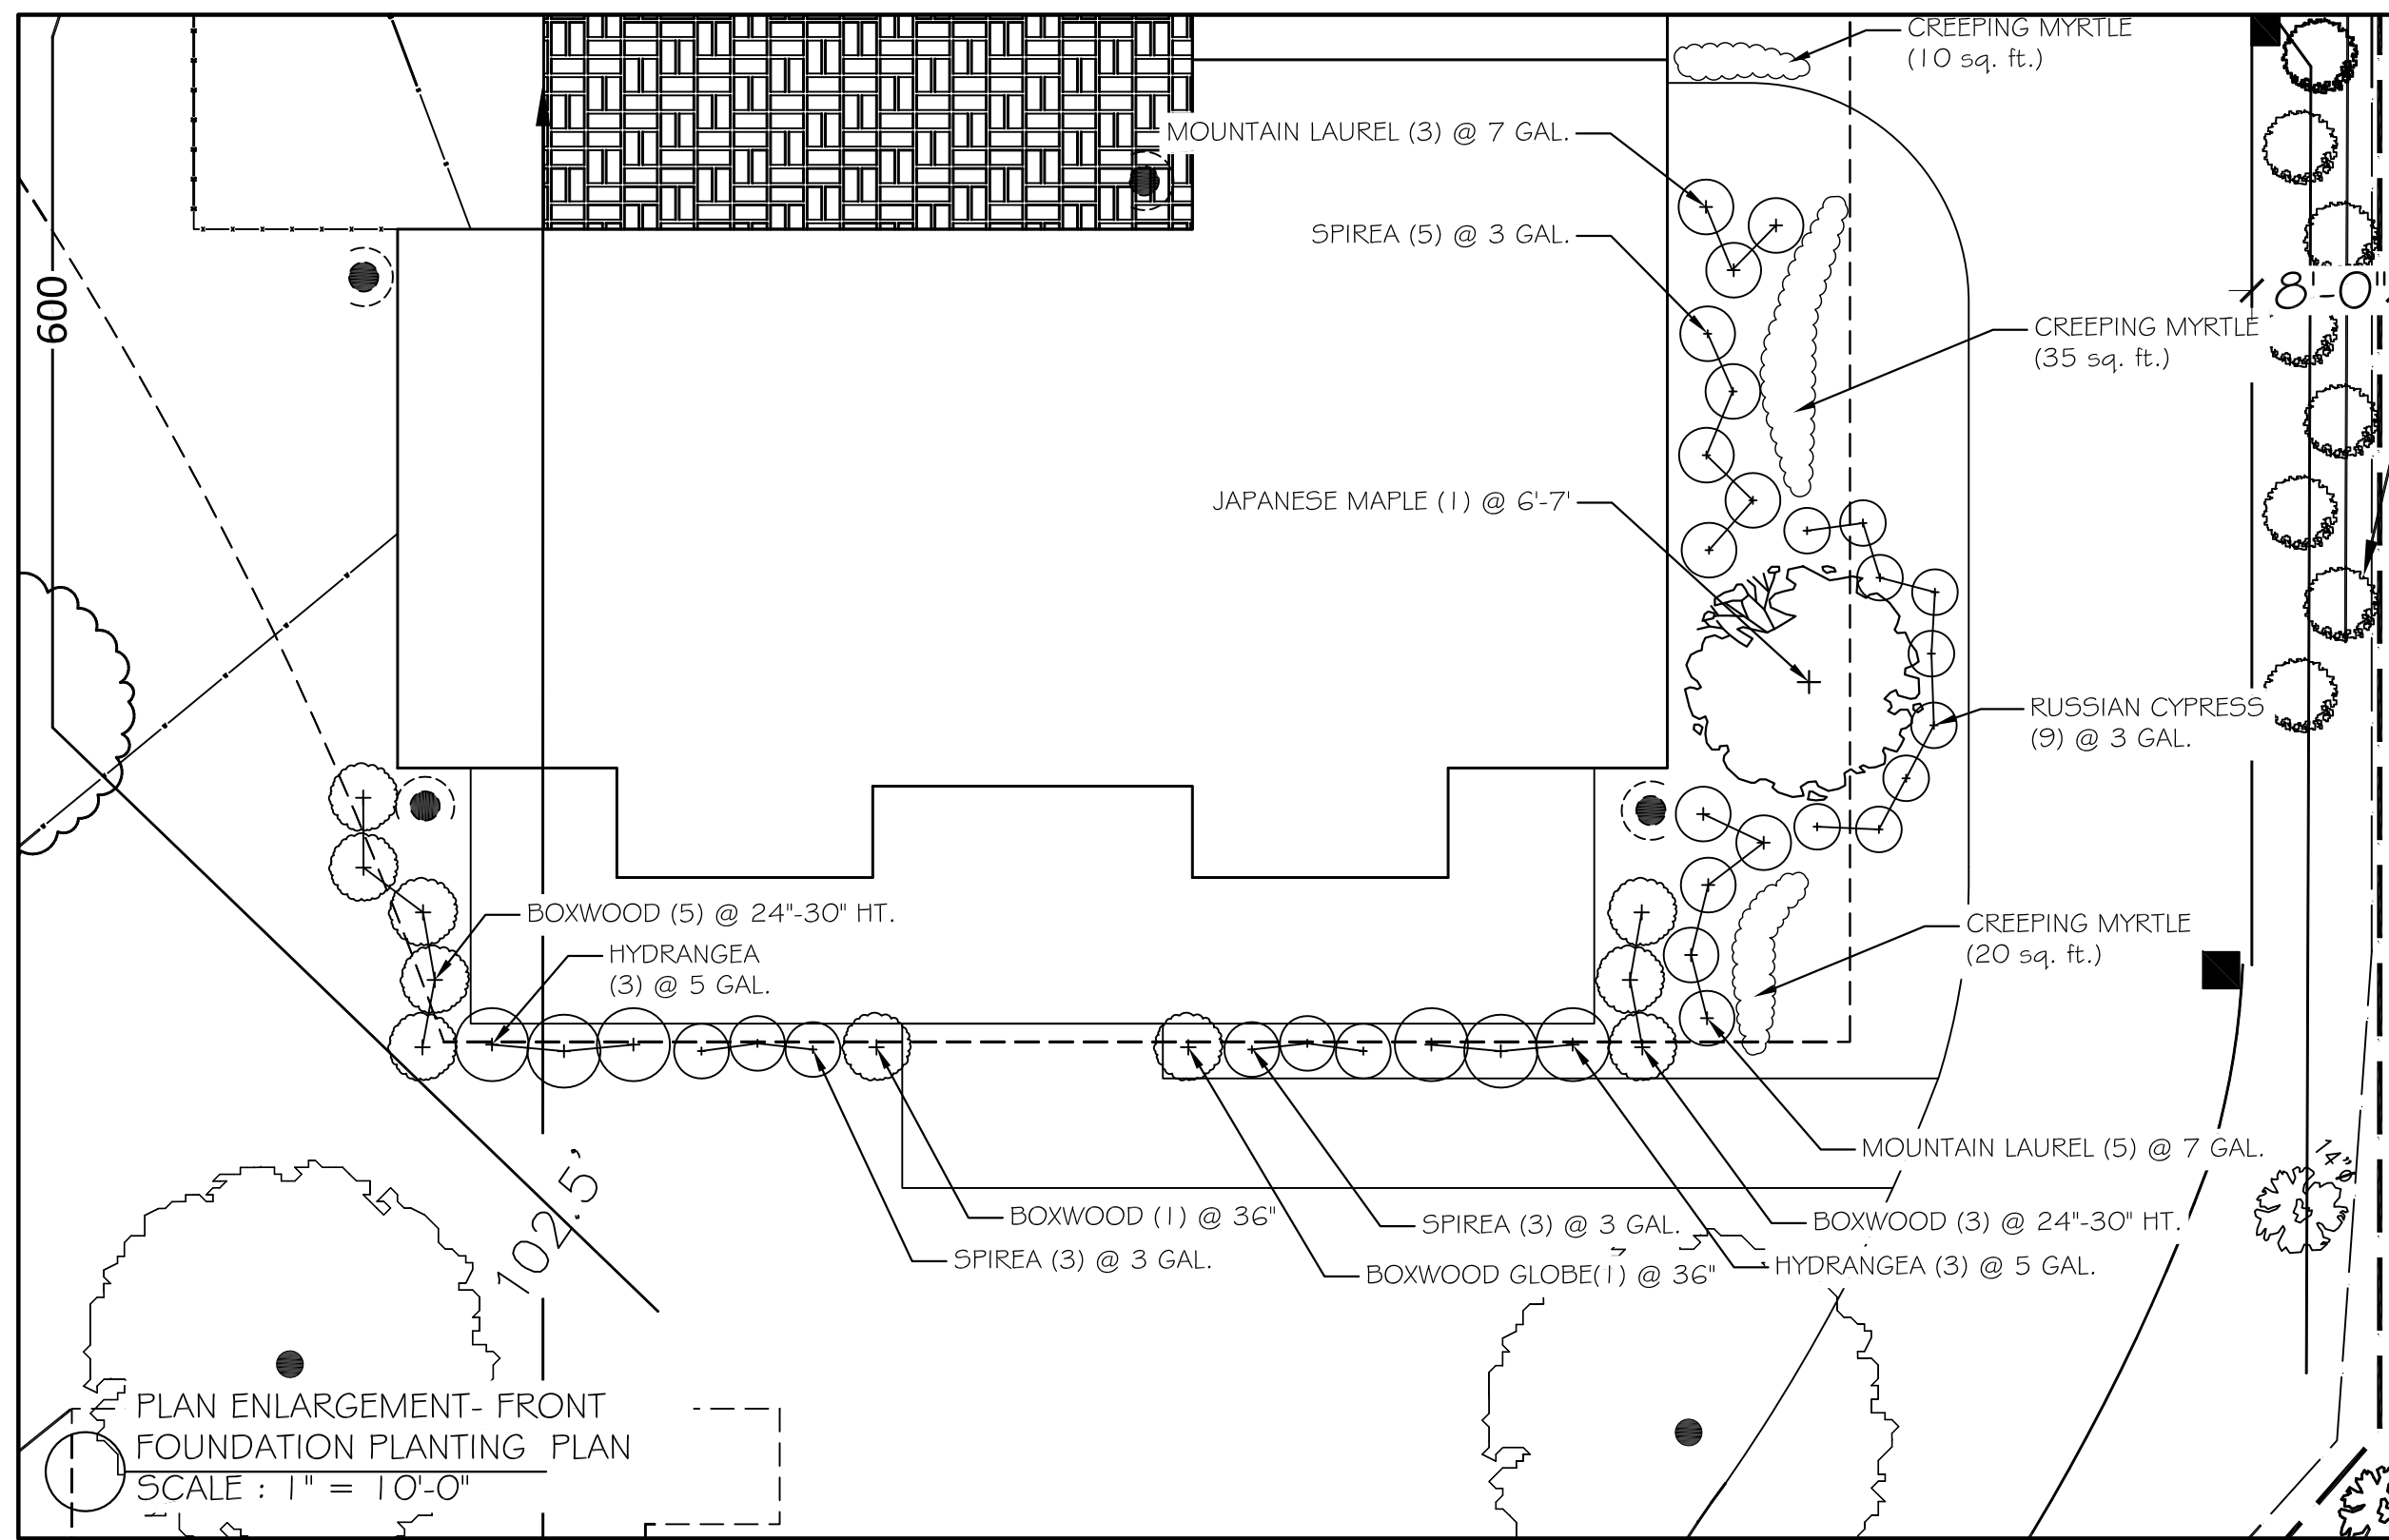 CREEPING MYRTLE
(10 sq. ft.)
MOUNTAIN LAUREL (3) @ 7 GAL.
SPIREA (5) @ 3 GAL.
600
8'-0"
CREEPING MYRTLE
(35 sq. ft.)
JAPANESE MAPLE (1) @ 6'-7'
RUSSIAN CYPRESS
(9) @ 3 GAL.
BOXWOOD (5) @ 24"-30" HT.
HYDRANGEA
(3) @ 5 GAL.
CREEPING MYRTLE
(20 sq. ft.)
MOUNTAIN LAUREL (5) @ 7 GAL.
14"
102.5'
BOXWOOD (1) @ 36"
SPIREA (3) @ 3 GAL.
BOXWOOD (3) @ 24"-30" HT.
SPIREA (3) @ 3 GAL.
BOXWOOD GLOBE(1) @ 36"
HYDRANGEA (3) @ 5 GAL.
PLAN ENLARGEMENT- FRONT
FOUNDATION PLANTING PLAN
SCALE : 1" = 10'-0"